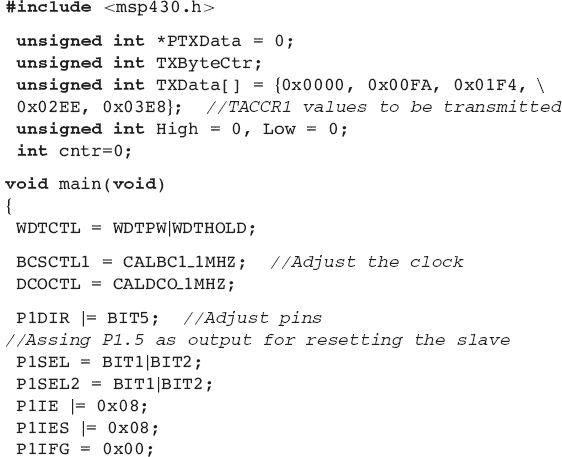 #include <msp430.h>
unsigned int *PTXData = 0;
unsigned int TXByteCtr;
unsigned int TXData[] = {0x0000, 0x00FA, 0x01F4, \
0x02EE, 0x03E8}; //TACCR1 values to be transmitted
unsigned int High = 0, Low = 0;
int cntr=0;
void main(void)
{
WDTCTL = WDTPW|WDTHOLD;
BCSCTL1 = CALBC1_1MHZ; //Adjust the clock
DCOCTL = CALDCO_1MHZ;
P1DIR |= BIT5; //Adjust pins
//Assing P1.5 as output for resetting the slave
P1SEL = BIT1|BIT2;
P1SEL2 = BIT1|BIT2;
P1IE |= 0x08;
P1IES |= 0x08;
P1IFG = 0x00;